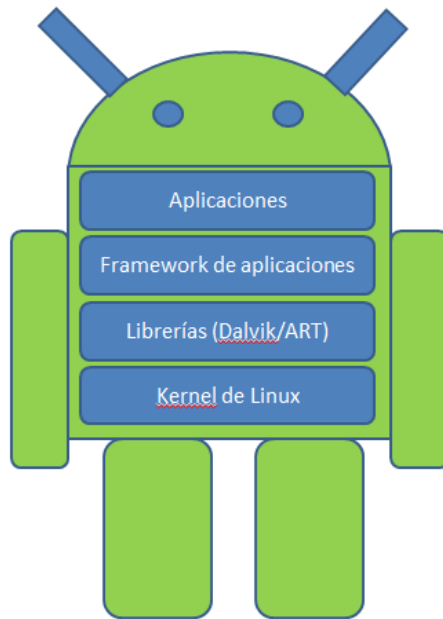 Aplicaciones
Framework de aplicaciones
Librerías (Dalvik/ART)
Kernel de Linux